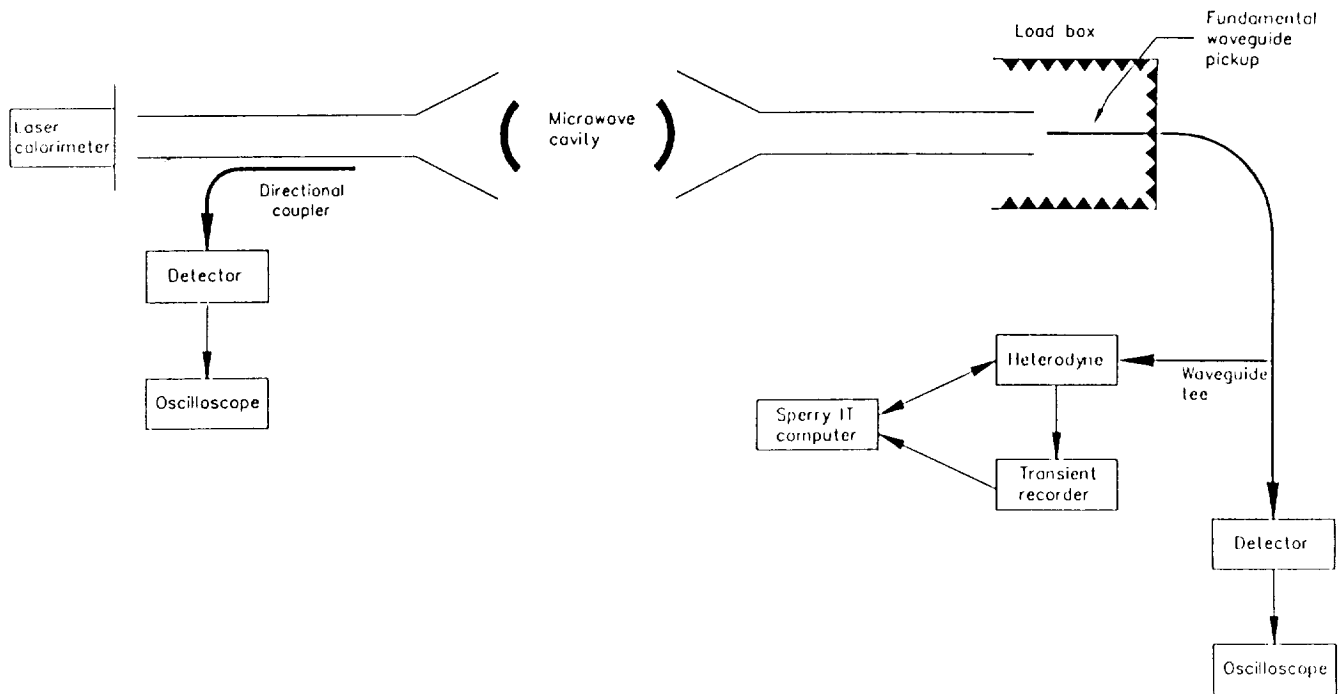 Load box
Fundamental
waveguide
pickup
Laser
calorimeter
Microwave
cavity
Directional
coupler
Detector
Oscilloscope
Heterodyne
Waveguide
tee
Sperry IT
computer
Transient
recorder
Detector
Oscilloscope